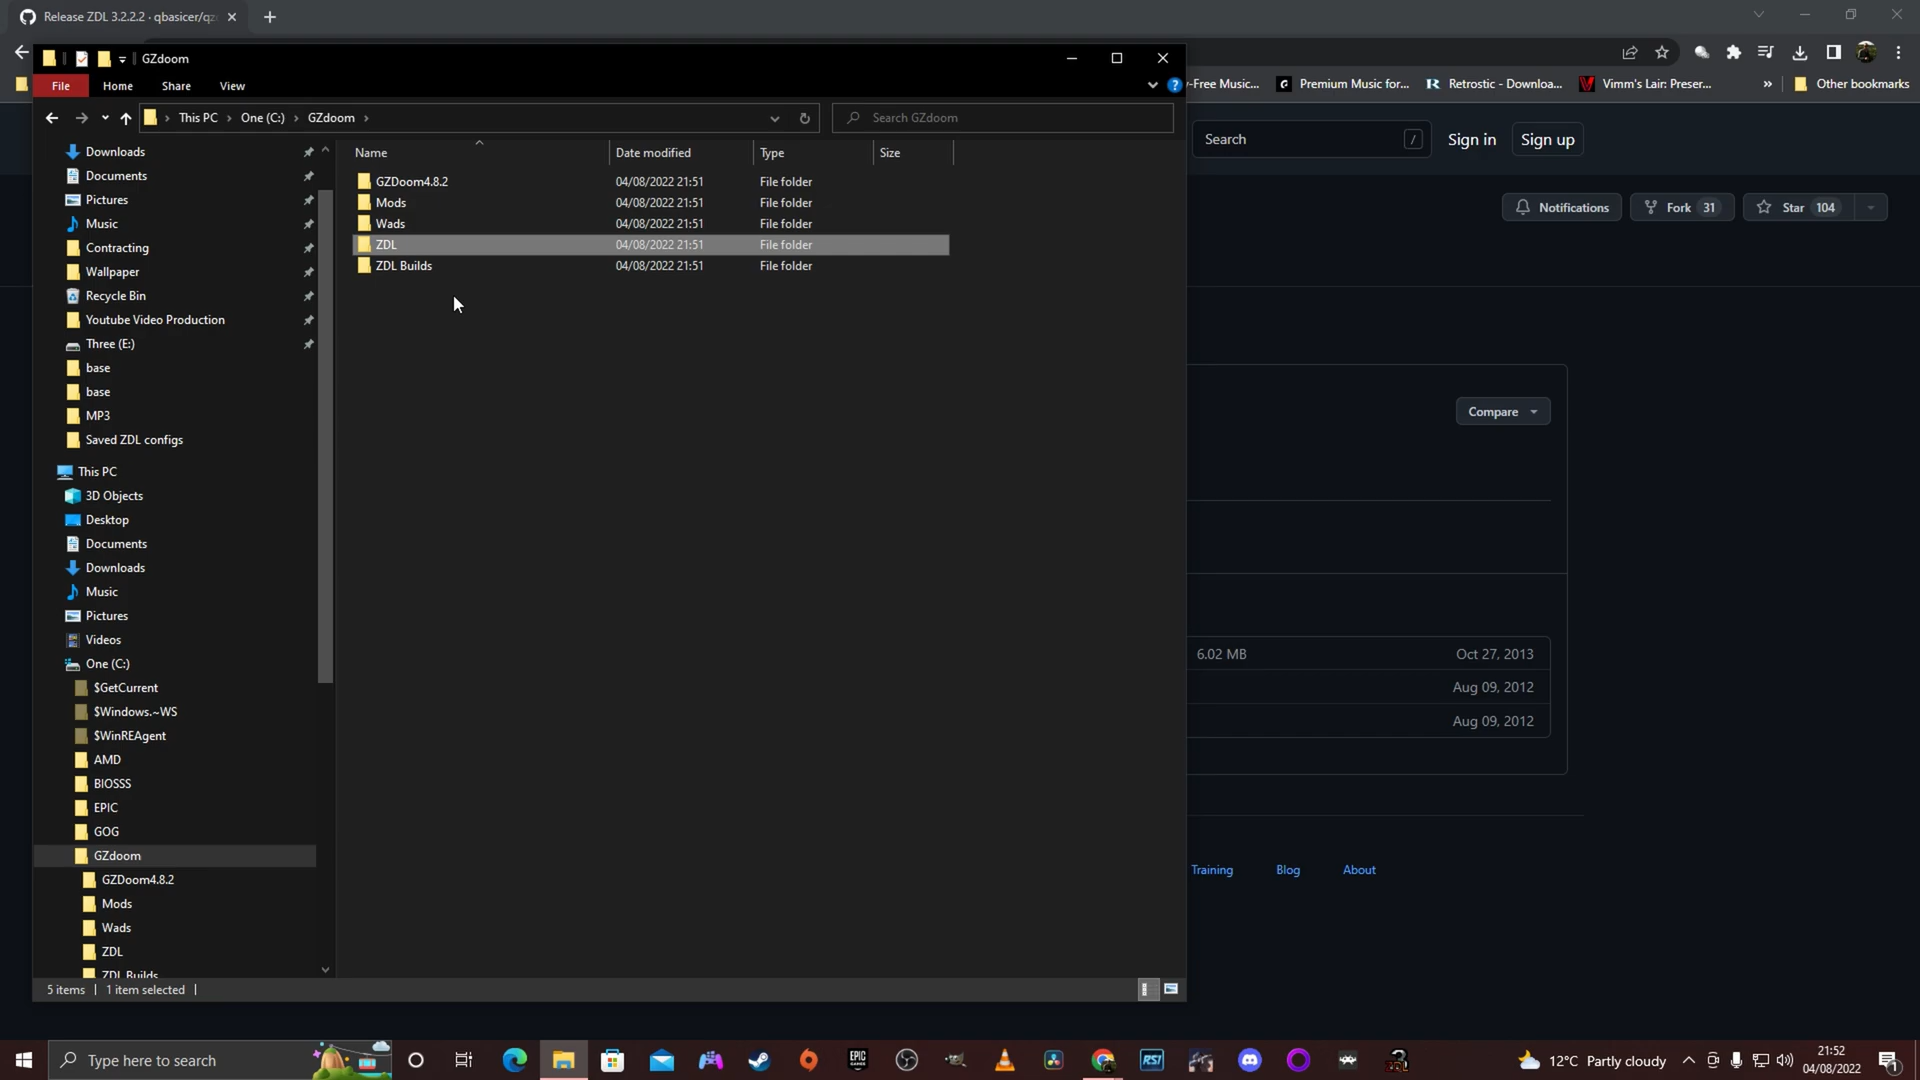 Release ZDL 3.2.2.2 · qbasicer/qz
GZdoom
File Home Share View
-Free Music... Premium Music for... Retrostic - Downloa... Vimm's Lair: Preser... » Other bookmarks
This PC > One (C:) > GZdoom >
Search GZdoom
Search / Sign in Sign up
Name Date modified Type Size
GZDoom4.8.2 04/08/2022 21:51 File folder
Mods 04/08/2022 21:51 File folder
Wads 04/08/2022 21:51 File folder
ZDL 04/08/2022 21:51 File folder
ZDL Builds 04/08/2022 21:51 File folder
Downloads
Documents
Pictures
Music
Contracting
Wallpaper
Recycle Bin
Youtube Video Production
Three (E:)
base
base
MP3
Saved ZDL configs
This PC
3D Objects
Desktop
Documents
Downloads
Music
Pictures
Videos
One (C:)
$GetCurrent
$Windows.~WS
$WinREAgent
AMD
BIOSSS
EPIC
GOG
GZdoom
GZDoom4.8.2
Mods
Wads
ZDL
ZDL Builds
5 items | 1 item selected |
Notifications Fork 31 Star 104
Compare
6.02 MB Oct 27, 2013
Aug 09, 2012
Aug 09, 2012
Training Blog About
Type here to search
EPIC GAMES
RSI
12°C Partly cloudy
21:52
04/08/2022
1